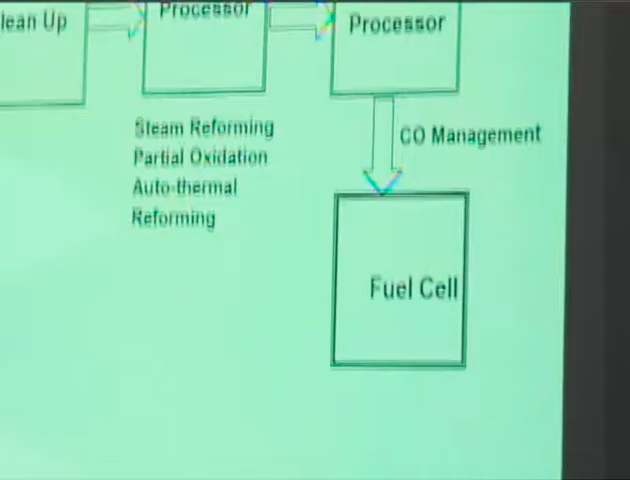 lean Up
Processor
Processor
Steam Reforming
Partial Oxidation
Auto-thermal
Reforming
CO Management
Fuel Cell